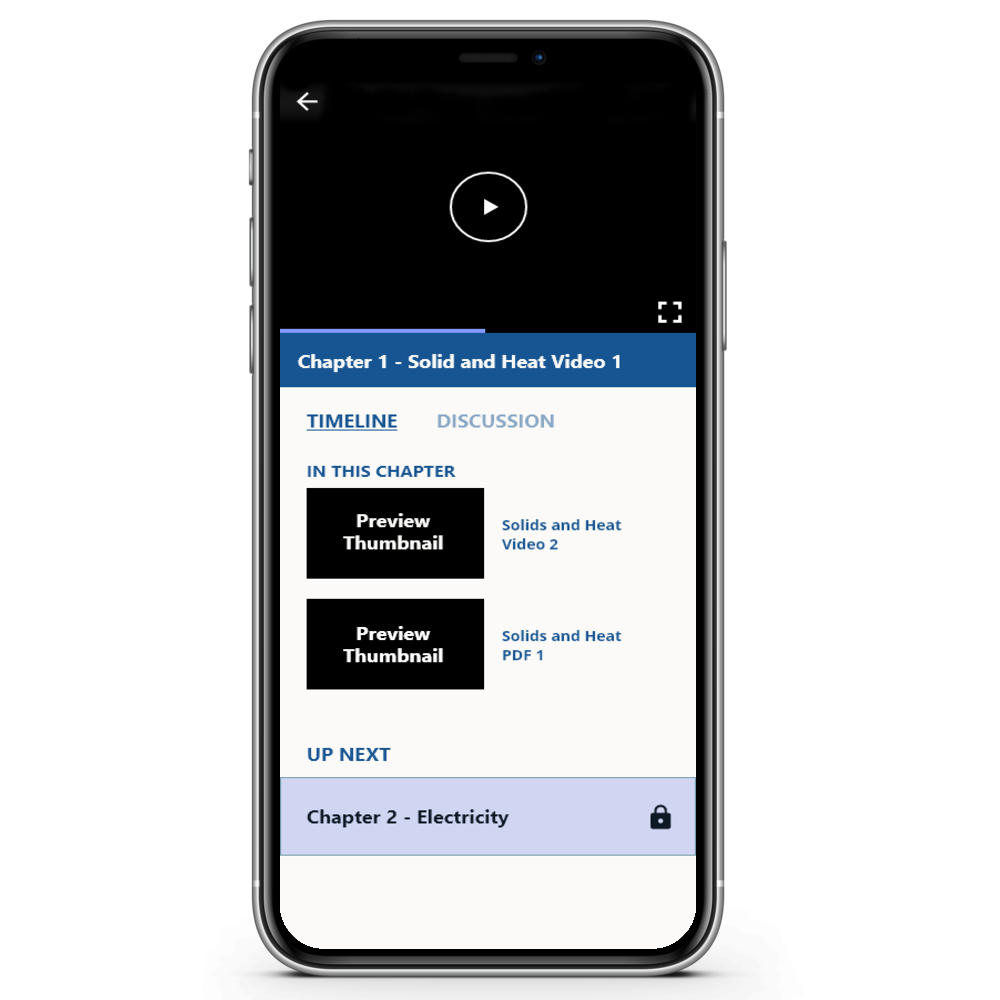 Chapter 1 - Solid and Heat Video 1
TIMELINE
DISCUSSION
IN THIS CHAPTER
Preview
Thumbnail
Solids and Heat
Video 2
Preview
Thumbnail
Solids and Heat
PDF 1
UP NEXT
Chapter 2 - Electricity